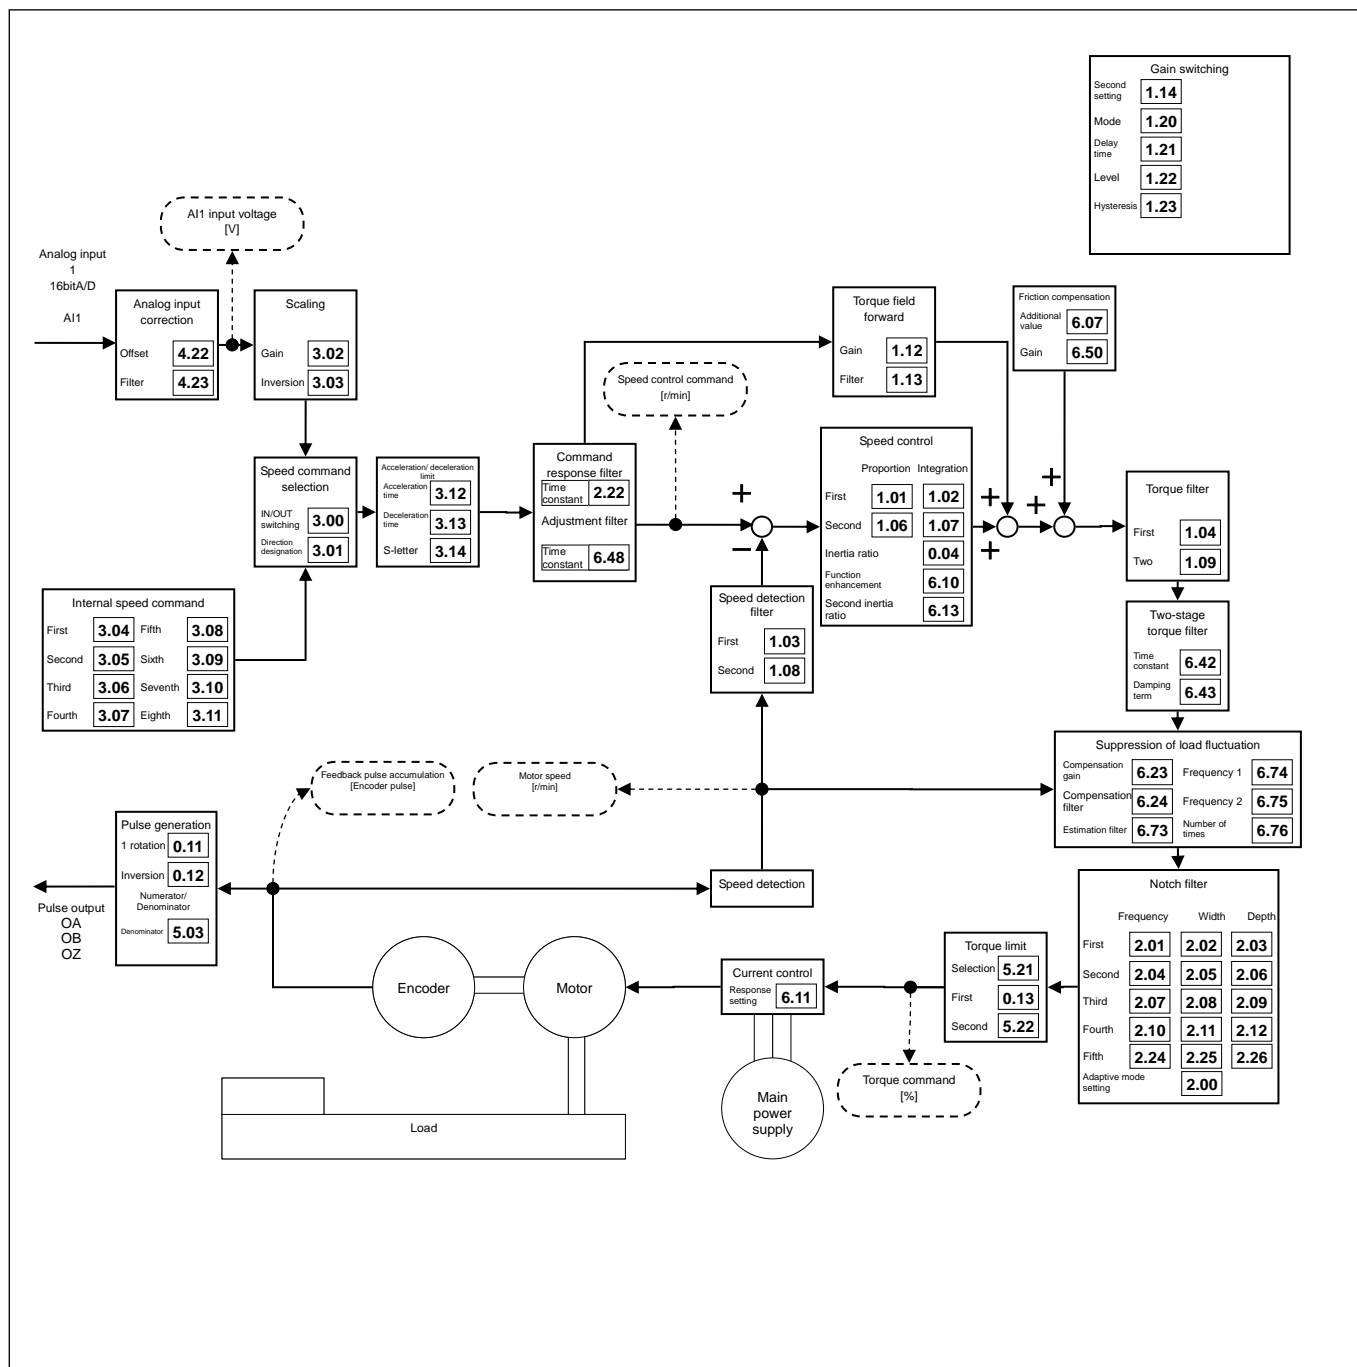 Gain switching
Second setting 1.14
Mode 1.20
Delay time 1.21
Level 1.22
Hysteresis 1.23
AI1 input voltage
[V]
Analog input
1
16bitA/D
AI1
Analog input
correction
Offset 4.22
Filter 4.23
Scaling
Gain 3.02
Inversion 3.03
Speed control command
[r/min]
Torque field
forward
Gain 1.12
Filter 1.13
Friction compensation
Additional value 6.07
Gain 6.50
Speed command
selection
IN/OUT switching 3.00
Direction designation 3.01
Acceleration/ deceleration
limit
Acceleration time 3.12
Deceleration time 3.13
S-letter 3.14
Command
response filter
Time constant 2.22
Adjustment filter
Time constant 6.48
+
−
Speed control
Proportion Integration
First 1.01 1.02
Second 1.06 1.07
Inertia ratio 0.04
Function enhancement 6.10
Second inertia ratio 6.13
+
+
+
+
Torque filter
First 1.04
Two 1.09
Internal speed command
First 3.04 Fifth 3.08
Second 3.05 Sixth 3.09
Third 3.06 Seventh 3.10
Fourth 3.07 Eighth 3.11
Speed detection
filter
First 1.03
Second 1.08
Two-stage
torque filter
Time constant 6.42
Damping term 6.43
Suppression of load fluctuation
Compensation gain 6.23 Frequency 1 6.74
Compensation filter 6.24 Frequency 2 6.75
Estimation filter 6.73 Number of times 6.76
Feedback pulse accumulation
[Encoder pulse]
Motor speed
[r/min]
Pulse generation
1 rotation 0.11
Inversion 0.12
Numerator/
Denominator
Denominator 5.03
Pulse output
OA
OB
OZ
Speed detection
Notch filter
Frequency Width Depth
First 2.01 2.02 2.03
Second 2.04 2.05 2.06
Third 2.07 2.08 2.09
Fourth 2.10 2.11 2.12
Fifth 2.24 2.25 2.26
Adaptive mode setting 2.00
Torque limit
Selection 5.21
First 0.13
Second 5.22
Current control
Response setting 6.11
Encoder
Motor
Torque command
[%]
Main
power
supply
Load